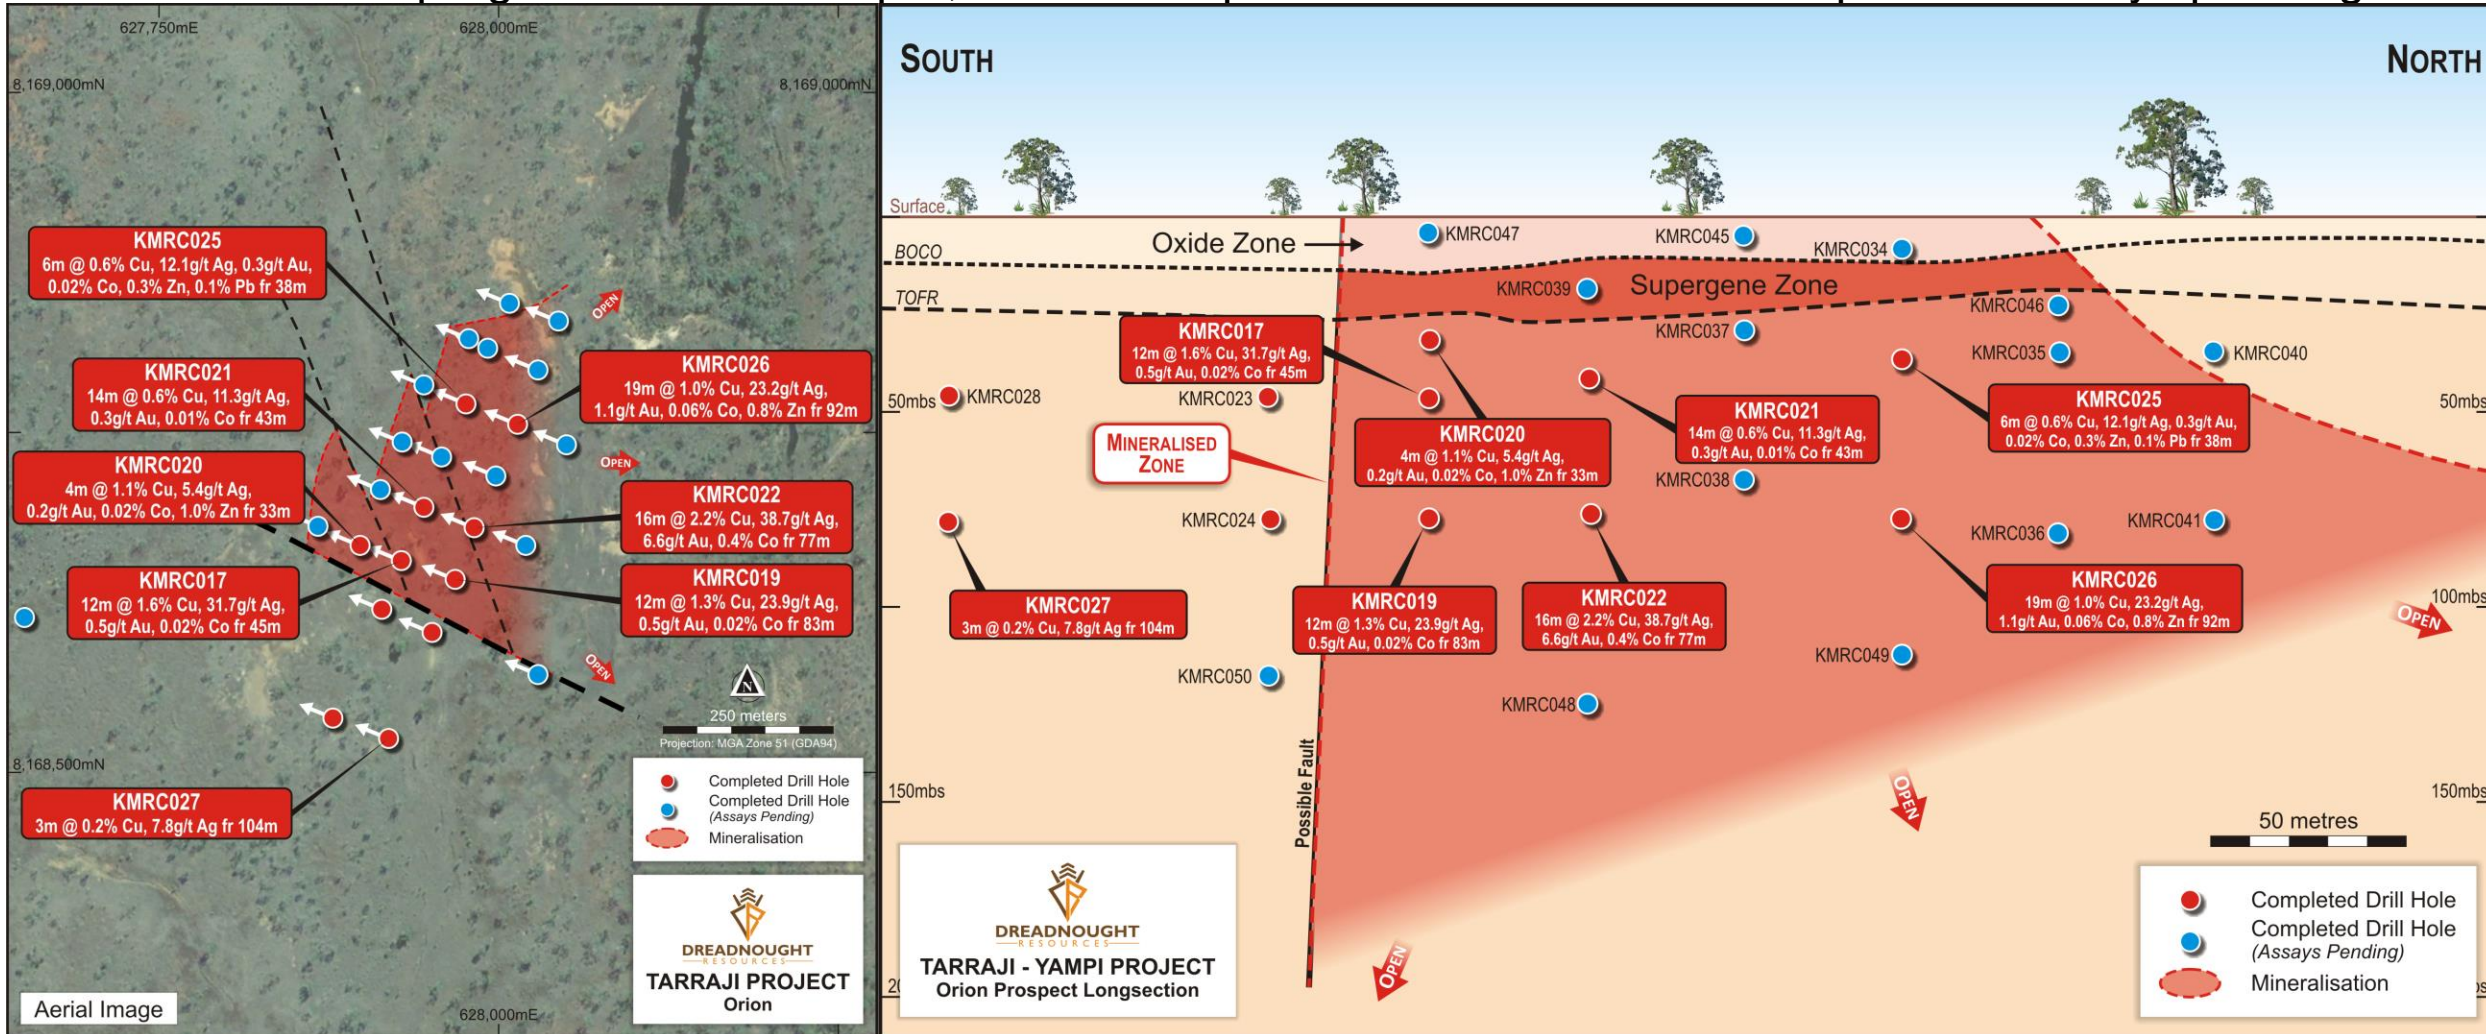 627,750mE
628,000mE
8,169,000mN
8,169,000mN
KMRC025
6m @ 0.6% Cu, 12.1g/t Ag, 0.3g/t Au,
0.02% Co, 0.3% Zn, 0.1% Pb fr 38m
OPEN
KMRC021
14m @ 0.6% Cu, 11.3g/t Ag,
0.3g/t Au, 0.01% Co fr 43m
KMRC026
19m @ 1.0% Cu, 23.2g/t Ag,
1.1g/t Au, 0.06% Co, 0.8% Zn fr 92m
OPEN
KMRC020
4m @ 1.1% Cu, 5.4g/t Ag,
0.2g/t Au, 0.02% Co, 1.0% Zn fr 33m
KMRC022
16m @ 2.2% Cu, 38.7g/t Ag,
6.6g/t Au, 0.4% Co fr 77m
KMRC017
12m @ 1.6% Cu, 31.7g/t Ag,
0.5g/t Au, 0.02% Co fr 45m
KMRC019
12m @ 1.3% Cu, 23.9g/t Ag,
0.5g/t Au, 0.02% Co fr 83m
OPEN
N
250 meters
Projection: MGA Zone 51 (GDA94)
8,168,500mN
KMRC027
3m @ 0.2% Cu, 7.8g/t Ag fr 104m
Completed Drill Hole
Completed Drill Hole
(Assays Pending)
Mineralisation
DREADNOUGHT
RESOURCES
TARRAJI PROJECT
Orion
Aerial Image
628,000mE
SOUTH
NORTH
Surface
Oxide Zone
KMRC047
KMRC045
KMRC034
BOCO
KMRC039
Supergene Zone
TOFR
KMRC046
KMRC037
KMRC035
KMRC040
KMRC017
12m @ 1.6% Cu, 31.7g/t Ag,
0.5g/t Au, 0.02% Co fr 45m
50mbs
KMRC028
KMRC023
50mbs
KMRC025
6m @ 0.6% Cu, 12.1g/t Ag, 0.3g/t Au,
0.02% Co, 0.3% Zn, 0.1% Pb fr 38m
KMRC021
14m @ 0.6% Cu, 11.3g/t Ag,
0.3g/t Au, 0.01% Co fr 43m
KMRC020
4m @ 1.1% Cu, 5.4g/t Ag,
0.2g/t Au, 0.02% Co, 1.0% Zn fr 33m
MINERALISED
ZONE
KMRC038
KMRC024
KMRC036
KMRC041
KMRC027
3m @ 0.2% Cu, 7.8g/t Ag fr 104m
KMRC019
12m @ 1.3% Cu, 23.9g/t Ag,
0.5g/t Au, 0.02% Co fr 83m
KMRC022
16m @ 2.2% Cu, 38.7g/t Ag,
6.6g/t Au, 0.4% Co fr 77m
KMRC026
19m @ 1.0% Cu, 23.2g/t Ag,
1.1g/t Au, 0.06% Co, 0.8% Zn fr 92m
100mbs
OPEN
KMRC050
KMRC048
KMRC049
150mbs
Possible Fault
OPEN
150mbs
50 metres
OPEN
DREADNOUGHT
RESOURCES
TARRAJI - YAMPI PROJECT
Orion Prospect Longsection
Completed Drill Hole
Completed Drill Hole
(Assays Pending)
Mineralisation